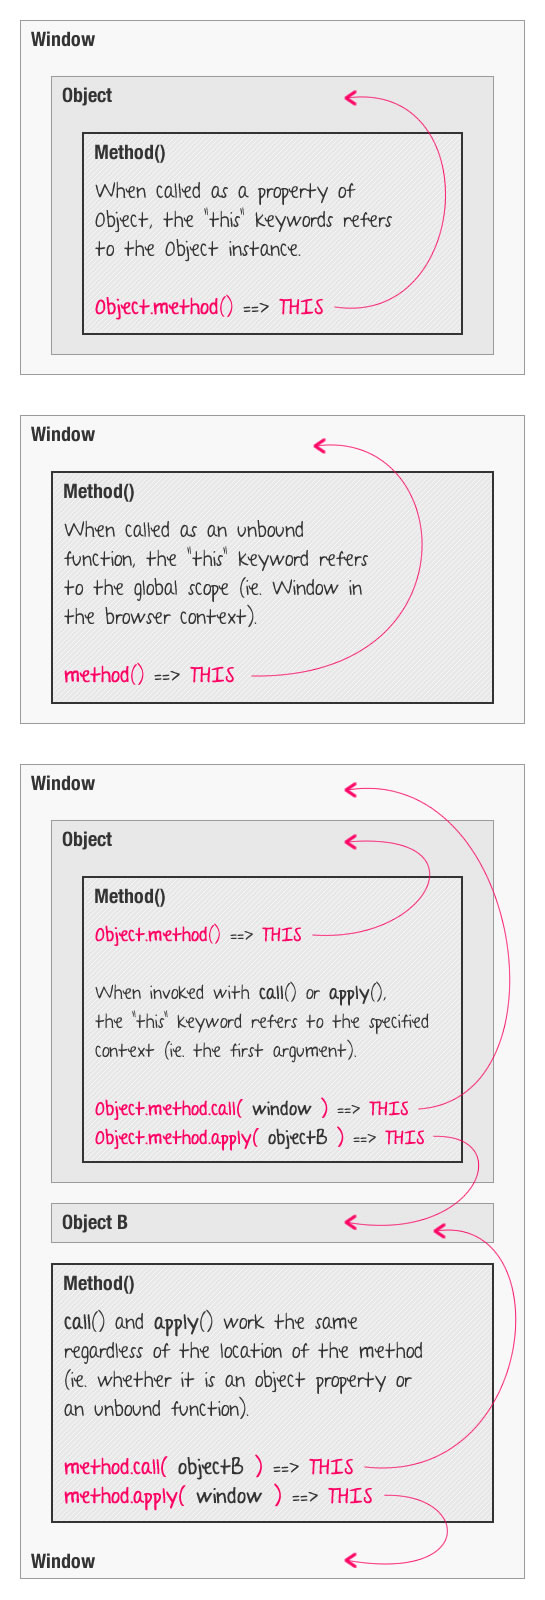 Window
Object
Method()
When called as a property of
Object, the "this" keywords refers
to the Object instance.
Object.method() ==> THIS
Window
Method()
When called as an unbound
function, the "this" keyword refers
to the global scope (ie. Window in
the browser context).
method() ==> THIS
Window
Object
Method()
Object.method() ==> THIS
When invoked with call() or apply(),
the "this" keyword refers to the specified
context (ie. the first argument).
Object.method.call( window ) ==> THIS
Object.method.apply( objectB ) ==> THIS
Object B
Method()
call() and apply() work the same
regardless of the location of the method
(ie. whether it is an object property or
an unbound function).
method.call( objectB ) ==> THIS
method.apply( window ) ==> THIS
Window